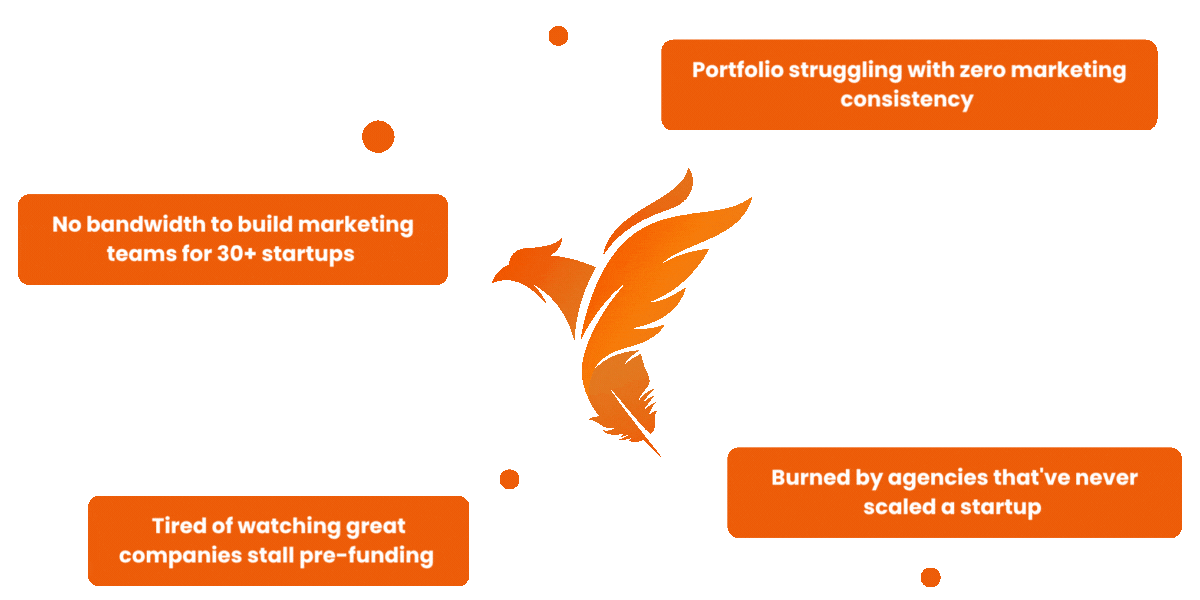 Portfolio struggling with zero marketing
consistency
No bandwidth to build marketing
teams for 30+ startups
Burned by agencies that've never
scaled a startup
Tired of watching great
companies stall pre-funding